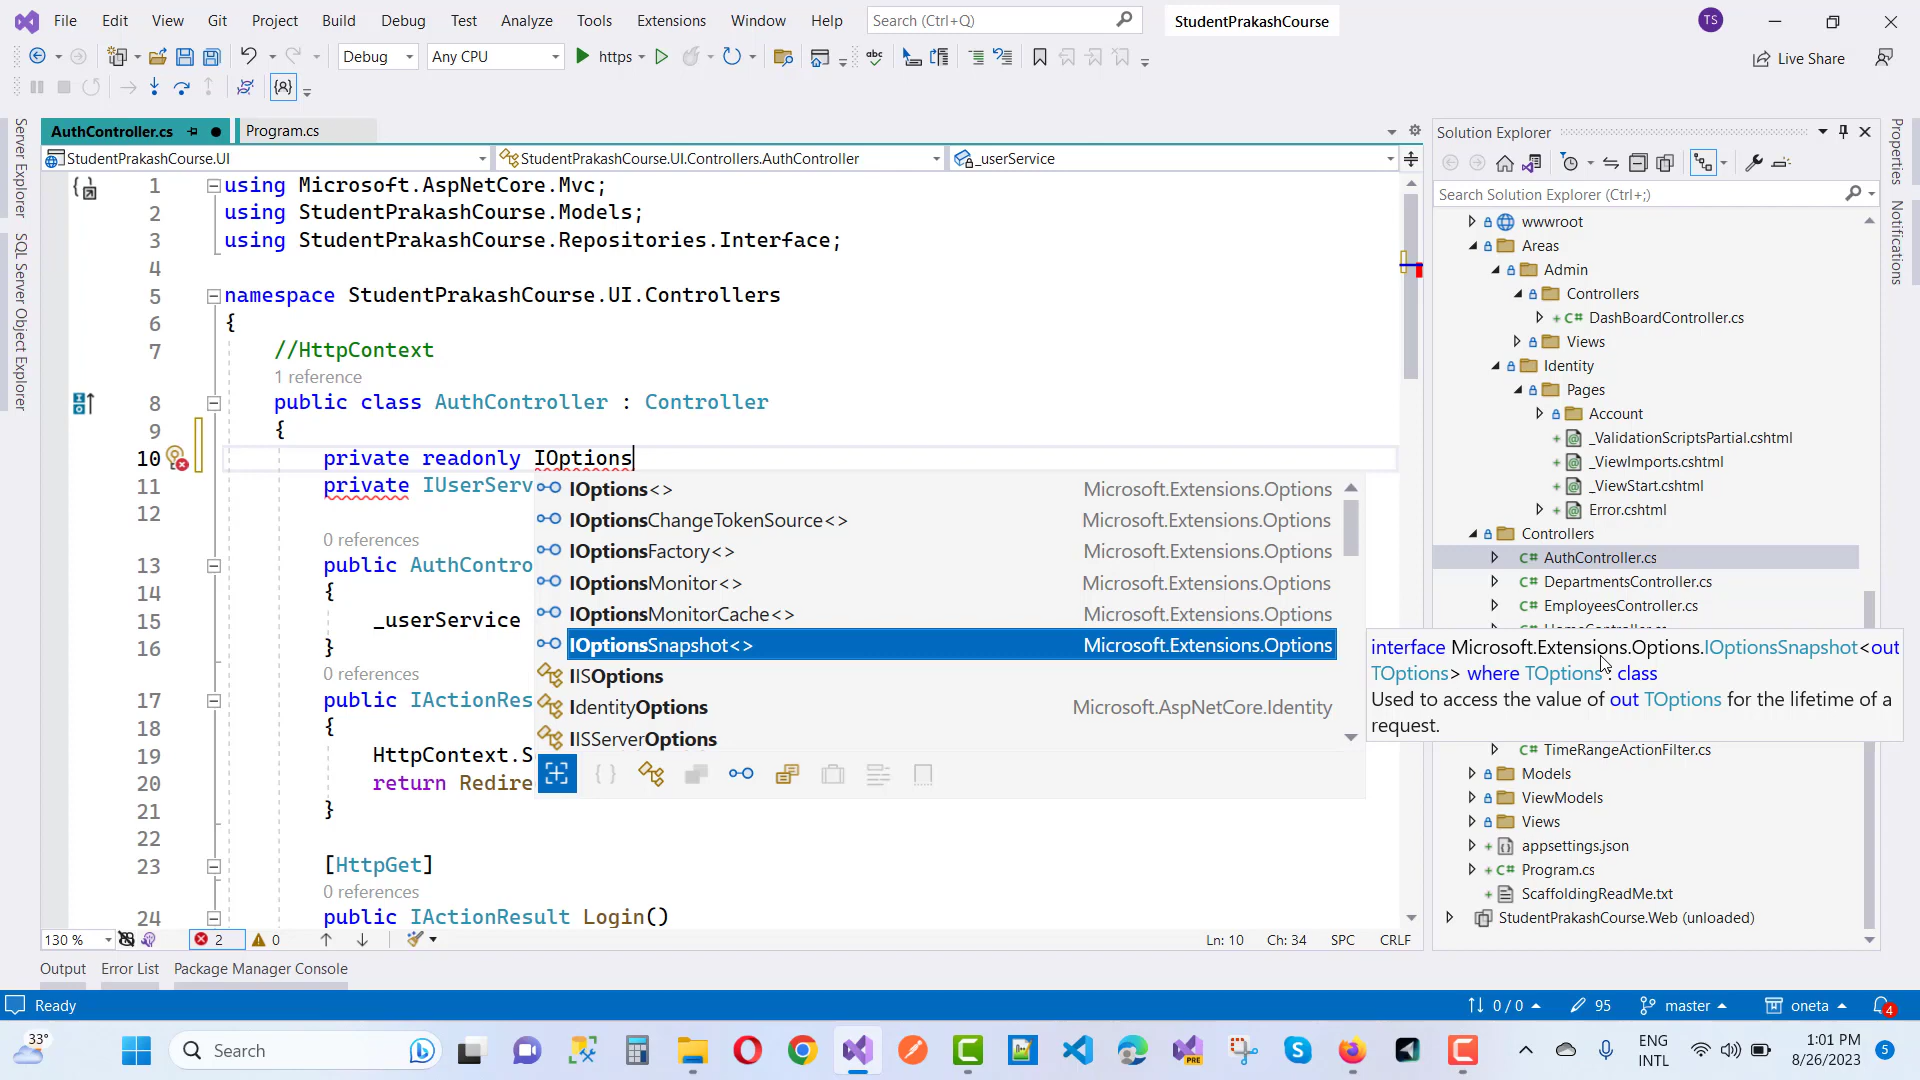 File Edit View Git Project Build Debug Test Analyze Tools Extensions Window Help Search (Ctrl+Q) StudentPrakashCourse TS
Debug Any CPU https Live Share
AuthController.cs Program.cs
StudentPrakashCourse.UI StudentPrakashCourse.UI.Controllers.AuthController _userService
Server Explorer
SQL Server Object Explorer
1 using Microsoft.AspNetCore.Mvc;
2 using StudentPrakashCourse.Models;
3 using StudentPrakashCourse.Repositories.Interface;
4
5 namespace StudentPrakashCourse.UI.Controllers
6 {
7 //HttpContext
1 reference
8 public class AuthController : Controller
9 {
10 private readonly IOptions
11 private IUserServ
12
0 references
13 public AuthContro
14 {
15 _userService
16 }
0 references
17 public IActionRes
18 {
19 HttpContext.S
20 return Redire
21 }
22
23 [HttpGet]
0 references
24 public IActionResult Login()
IOptions<> Microsoft.Extensions.Options
IOptionsChangeTokenSource<> Microsoft.Extensions.Options
IOptionsFactory<> Microsoft.Extensions.Options
IOptionsMonitor<> Microsoft.Extensions.Options
IOptionsMonitorCache<> Microsoft.Extensions.Options
IOptionsSnapshot<> Microsoft.Extensions.Options
IISOptions
IdentityOptions Microsoft.AspNetCore.Identity
IISServerOptions
interface Microsoft.Extensions.Options.IOptionsSnapshot<out
TOptions> where TOptions : class
Used to access the value of out TOptions for the lifetime of a
request.
Solution Explorer
Search Solution Explorer (Ctrl+;)
wwwroot
Areas
Admin
Controllers
DashBoardController.cs
Views
Identity
Pages
Account
_ValidationScriptsPartial.cshtml
_ViewImports.cshtml
_ViewStart.cshtml
Error.cshtml
Controllers
AuthController.cs
DepartmentsController.cs
EmployeesController.cs
TimeRangeActionFilter.cs
Models
ViewModels
Views
appsettings.json
Program.cs
ScaffoldingReadMe.txt
StudentPrakashCourse.Web (unloaded)
Properties
Notifications
130 % 2 0 Ln: 10 Ch: 34 SPC CRLF
Output Error List Package Manager Console
Ready 0 / 0 95 master oneta 4
33° Search PRE ENG INTL 1:01 PM 8/26/2023 5